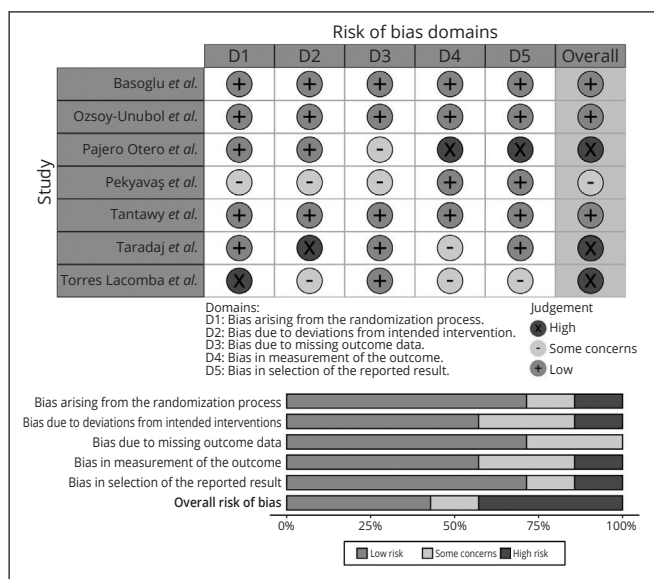 Risk of bias domains
D1 D2 D3 D4 D5 Overall
Study
Basoglu et al. + + + + + +
Ozsoy-Unubol et al. + + + + + +
Pajero Otero et al. + + - X X X
Pekyavaş et al. - - - + + -
Tantawy et al. + + + + + +
Taradaj et al. + X + - + X
Torres Lacomba et al. X - + - - X
Domains:
D1: Bias arising from the randomization process.
D2: Bias due to deviations from intended intervention.
D3: Bias due to missing outcome data.
D4: Bias in measurement of the outcome.
D5: Bias in selection of the reported result.
Judgement
X High
- Some concerns
+ Low
Bias arising from the randomization process
Bias due to deviations from intended interventions
Bias due to missing outcome data
Bias in measurement of the outcome
Bias in selection of the reported result
Overall risk of bias
0% 25% 50% 75% 100%
Low risk Some concerns High risk